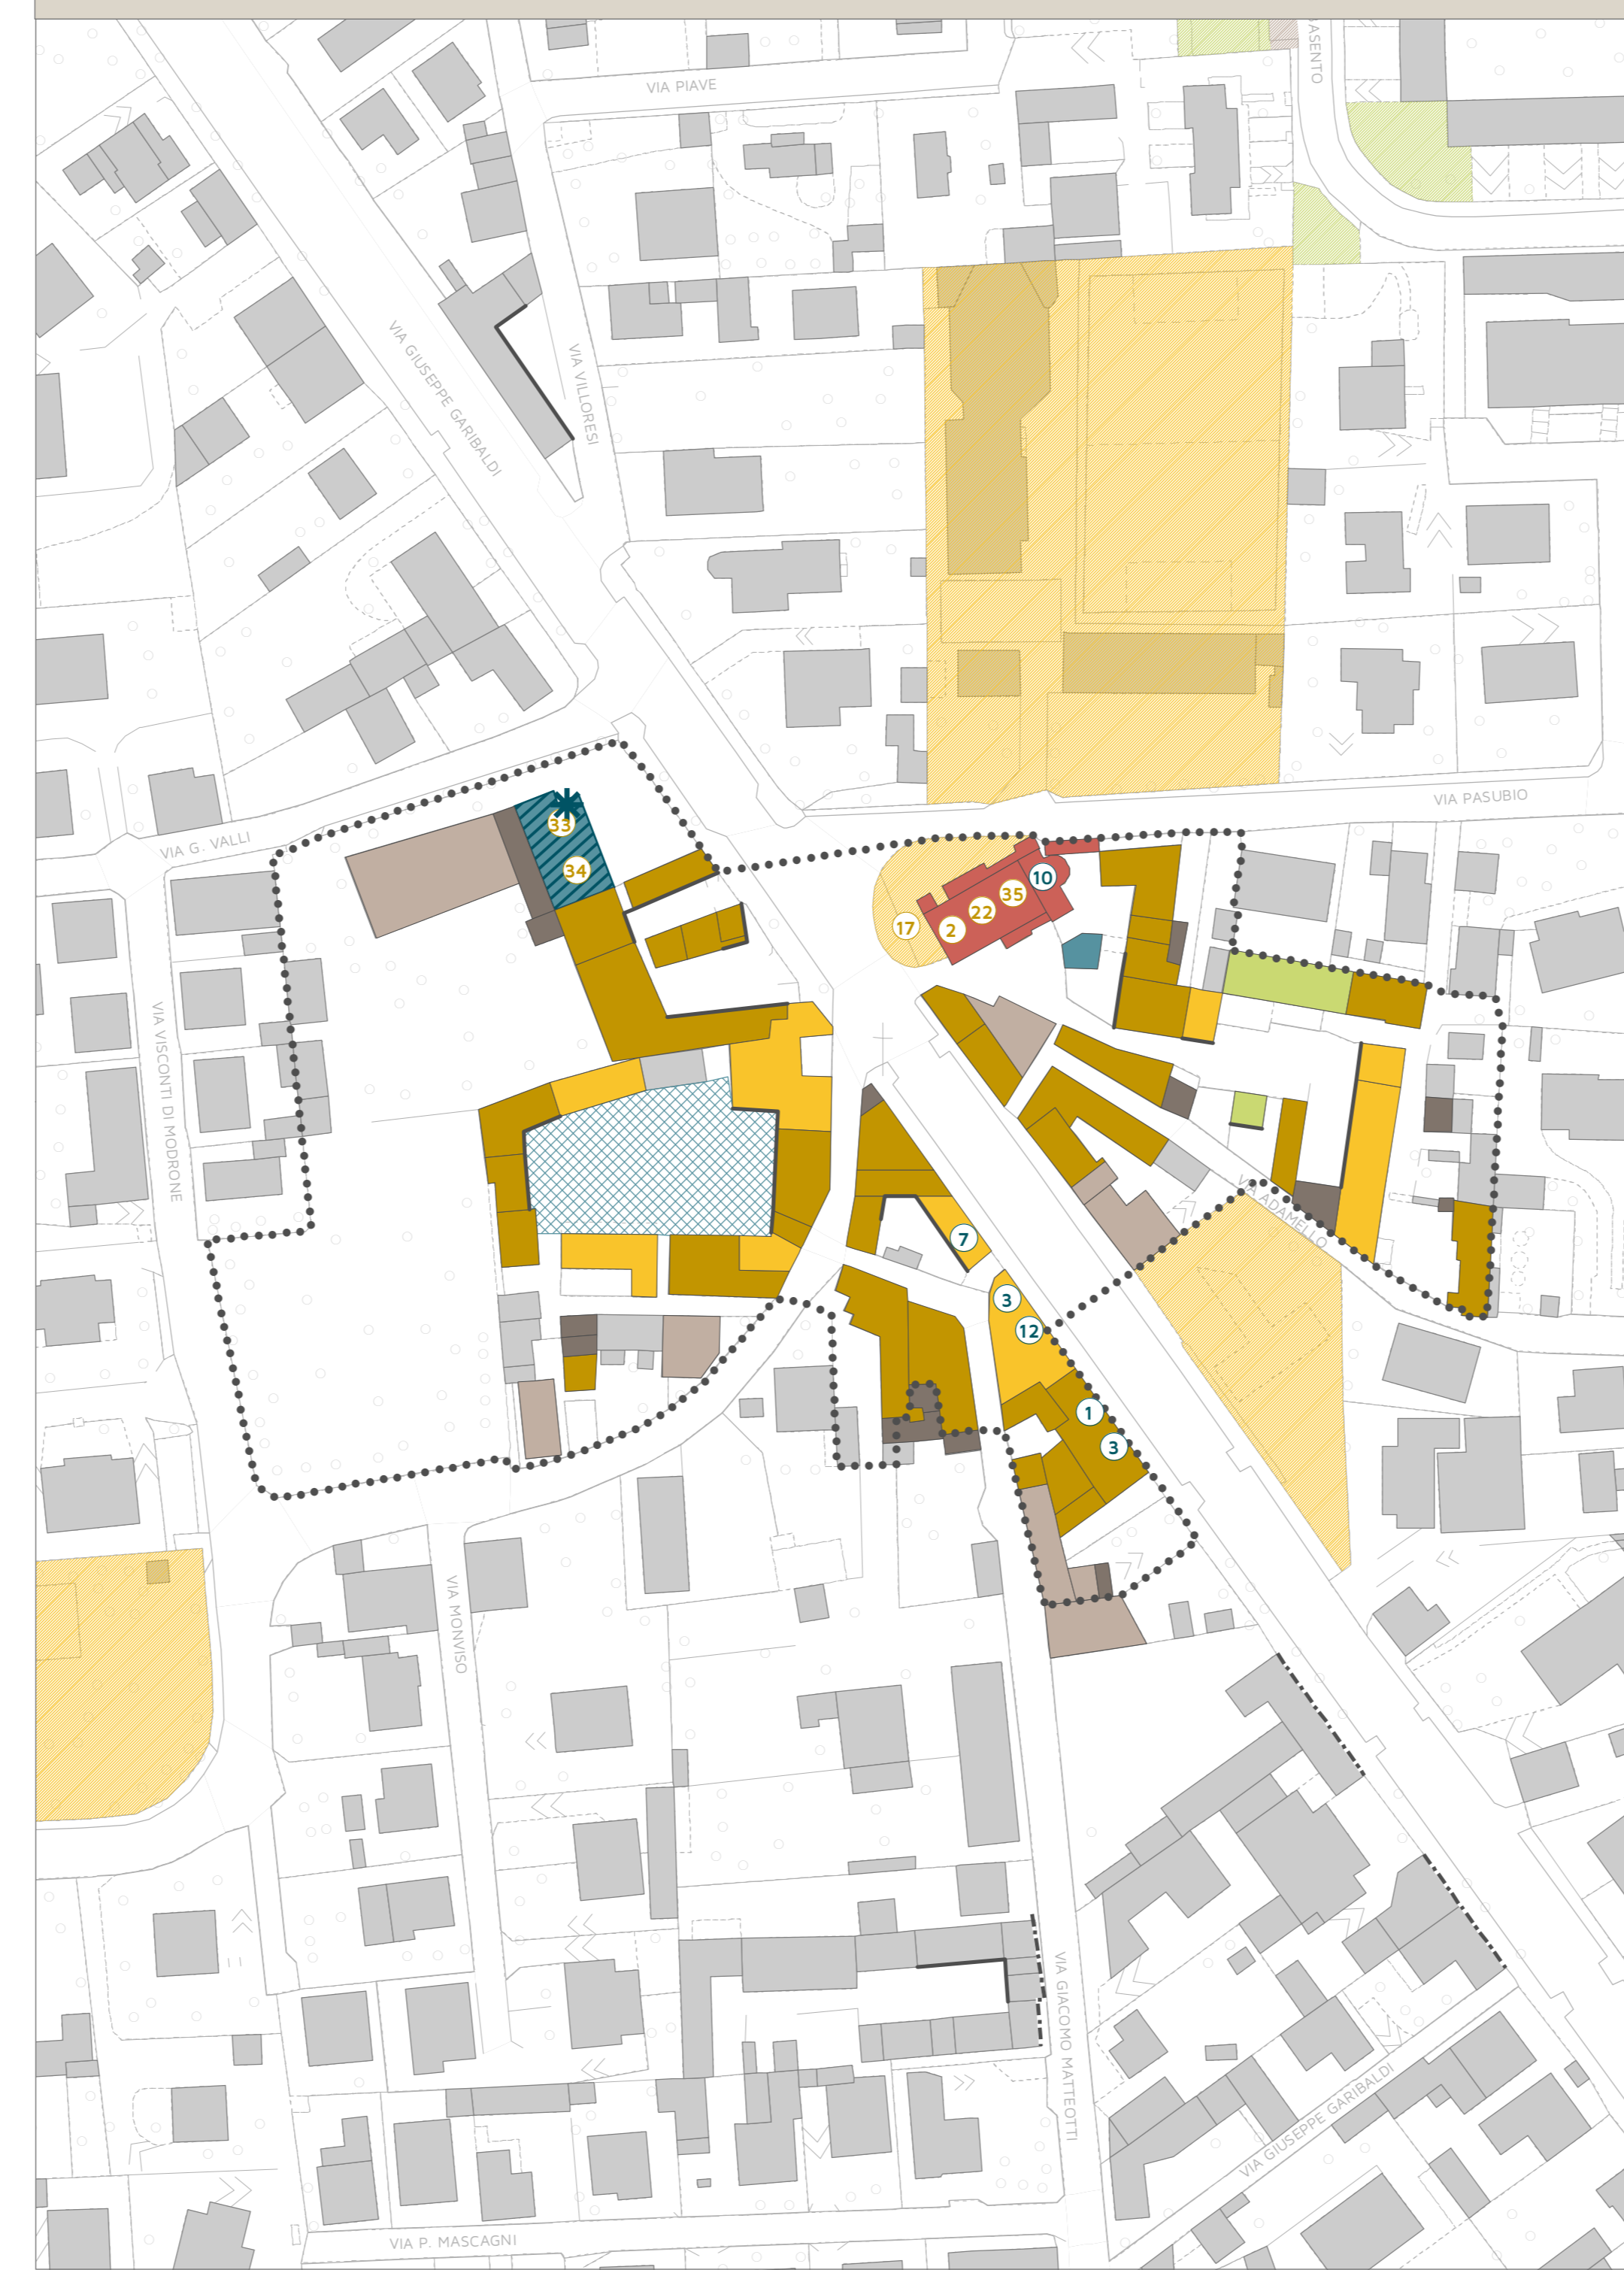 ASENTO
VIA PIAVE
VIA GIUSEPPE GARIBALDI
VIA VILLORESI
VIA PASUBIO
VIA G. VALLI
33
34
10
35
22
2
17
VIA VISCONTI DI MODRONE
VIA ADAMELLO
7
3
12
1
3
VIA MONVISO
VIA GIACOMO MATTEOTTI
VIA GIUSEPPE GARIBALDI
VIA P. MASCAGNI